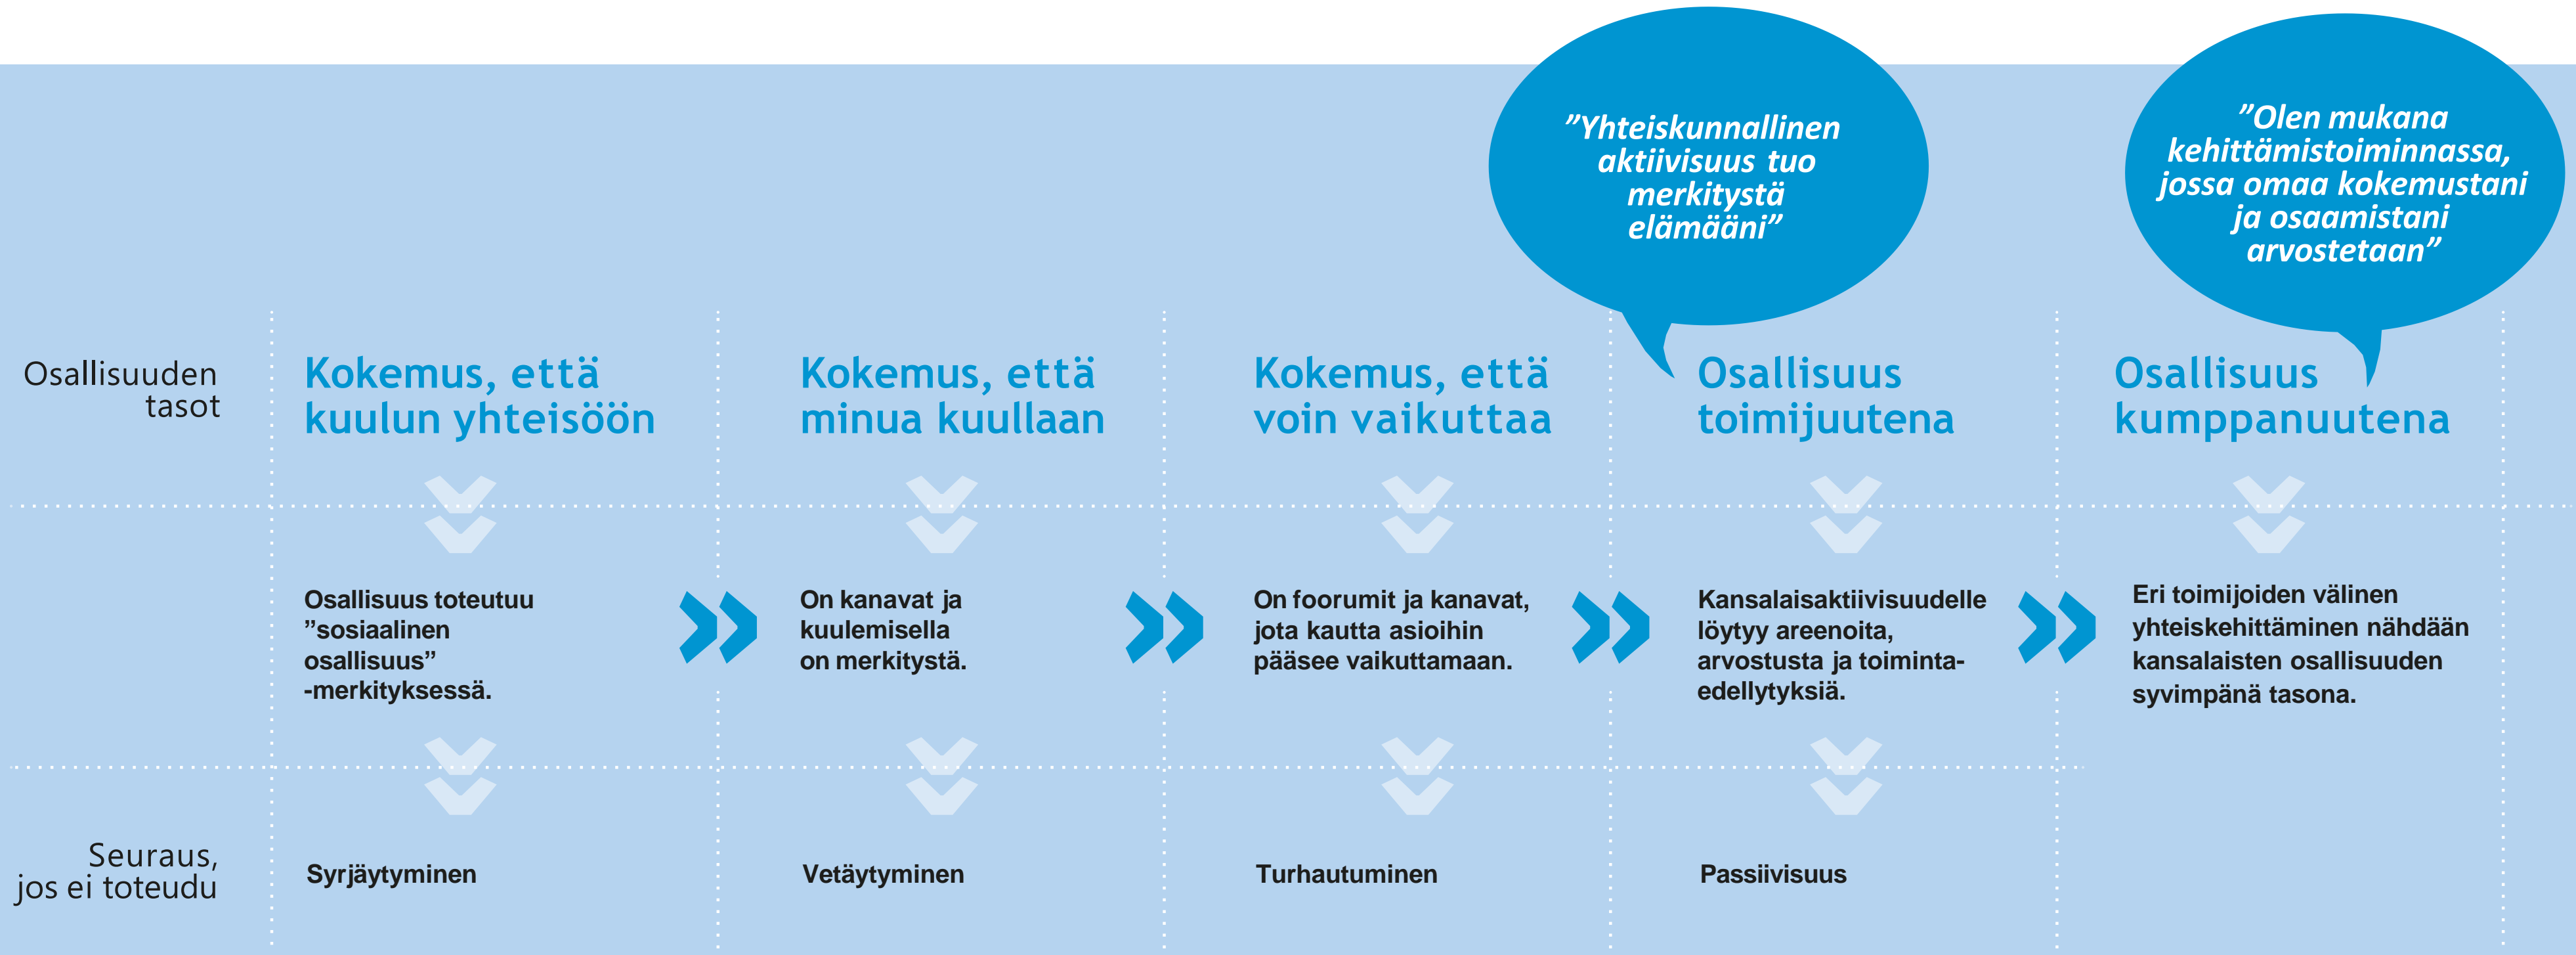 ”Yhteiskunnallinen
aktiivisuus tuo
merkitystä
elämääni”
”Olen mukana
kehittämistoiminnassa,
jossa omaa kokemustani
ja osaamistani
arvostetaan”
Osallisuuden
tasot
Kokemus, että
kuulun yhteisöön
Kokemus, että
minua kuullaan
Kokemus, että
voin vaikuttaa
Osallisuus
toimijuutena
Osallisuus
kumppanuutena
Osallisuus toteutuu
”sosiaalinen
osallisuus”
-merkityksessä.
On kanavat ja
kuulemisella
on merkitystä.
On foorumit ja kanavat,
jota kautta asioihin
pääsee vaikuttamaan.
Kansalaisaktiivisuudelle
löytyy areenoita,
arvostusta ja toiminta-
edellytyksiä.
Eri toimijoiden välinen
yhteiskehittäminen nähdään
kansalaisten osallisuuden
syvimpänä tasona.
Seuraus,
jos ei toteudu
Syrjäytyminen
Vetäytyminen
Turhautuminen
Passiivisuus